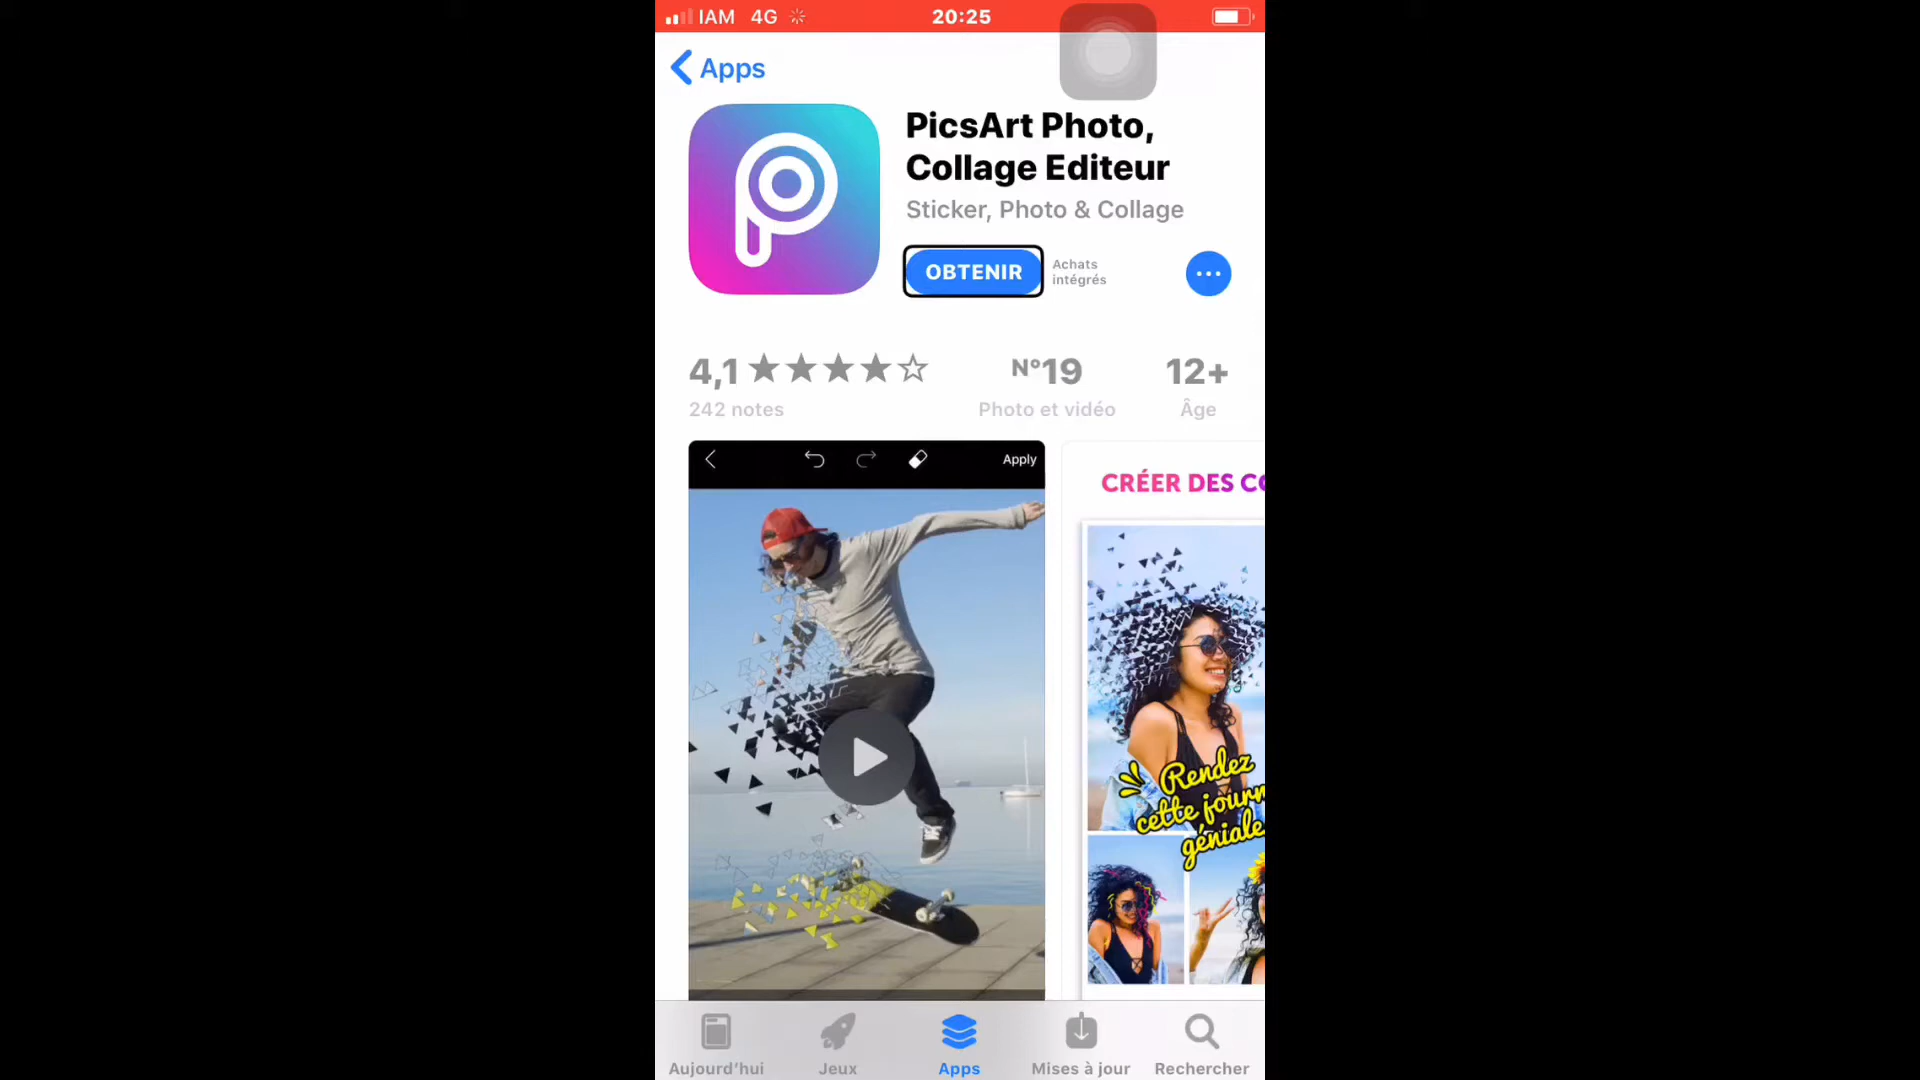 IAM 4G 20:25
Apps
PicsArt Photo,
Collage Editeur
Sticker, Photo & Collage
OBTENIR
Achats
intégrés
4,1
242 notes
N°19
Photo et vidéo
12+
Âge
Apply
CRÉER DES
Rendez
cette
géniale
Aujourd’hui
Jeux
Apps
Mises à jour
Rechercher